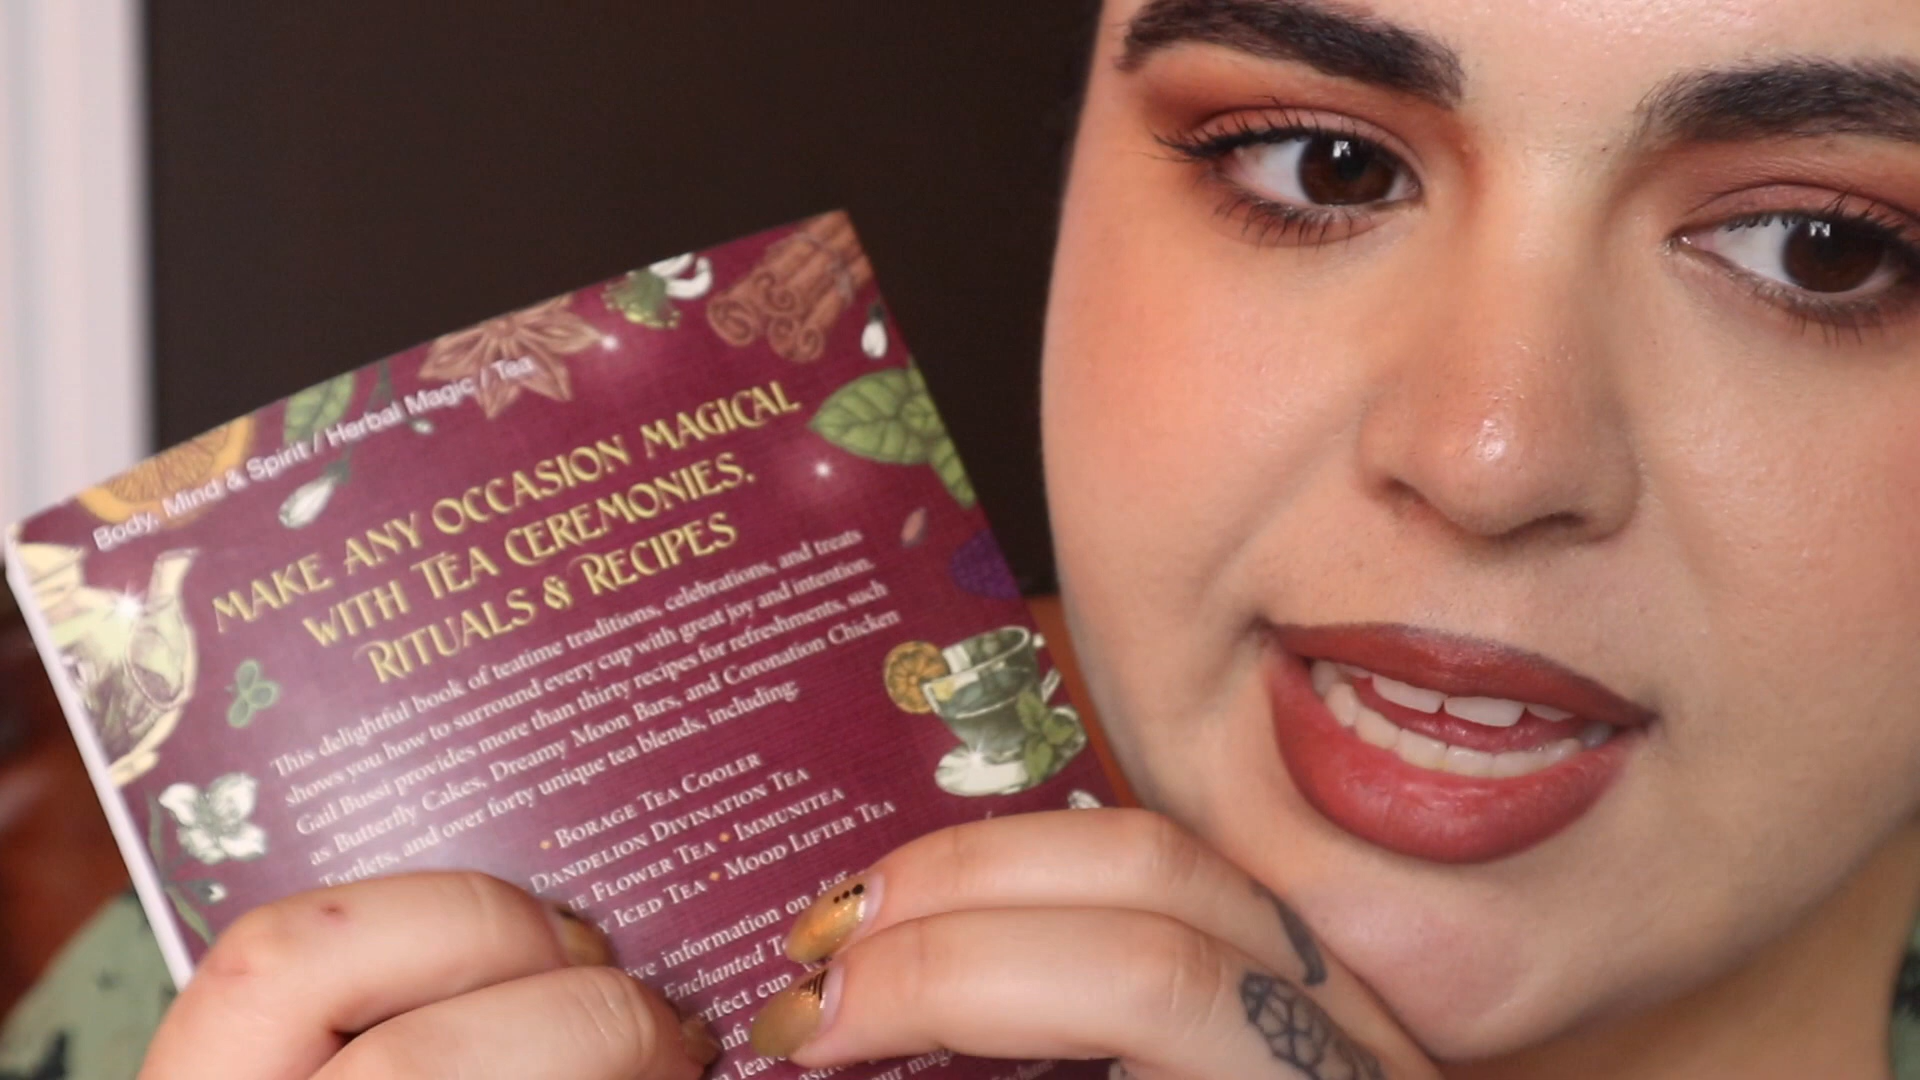 Body, Mind & Spirit / Herbal Magic / Tea
MAKE ANY OCCASION MAGICAL
WITH TEA CEREMONIES,
RITUALS & RECIPES
This delightful book of teatime traditions, celebrations, and treats
shows you how to surround every cup with great joy and intention.
Gail Bussi provides more than thirty recipes for refreshments, such
as Butterfly Cakes, Dreamy Moon Bars, and Coronation Chicken
Tartlets, and over forty unique tea blends, including:
• BORAGE TEA COOLER
DANDELION DIVINATION TEA
FLOWER TEA • IMMUNITEA
ICED TEA • MOOD LIFTER TEA
information on
Enchanted
cup